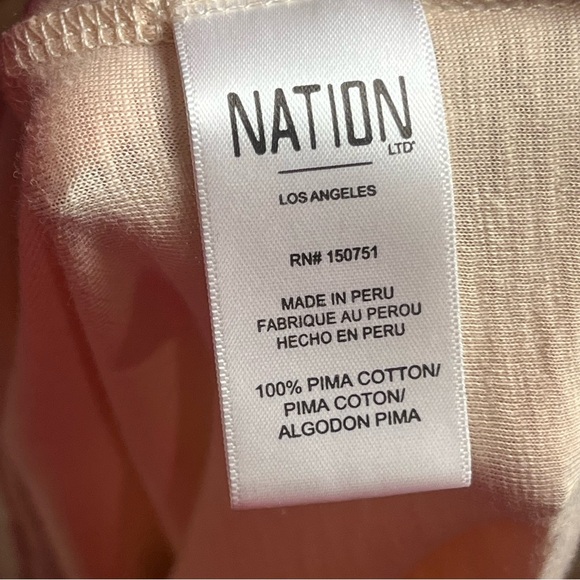 NATION
LTD®
LOS ANGELES
RN# 150751
MADE IN PERU
FABRIQUE AU PEROU
HECHO EN PERU
100% PIMA COTTON/
PIMA COTON/
ALGODON PIMA